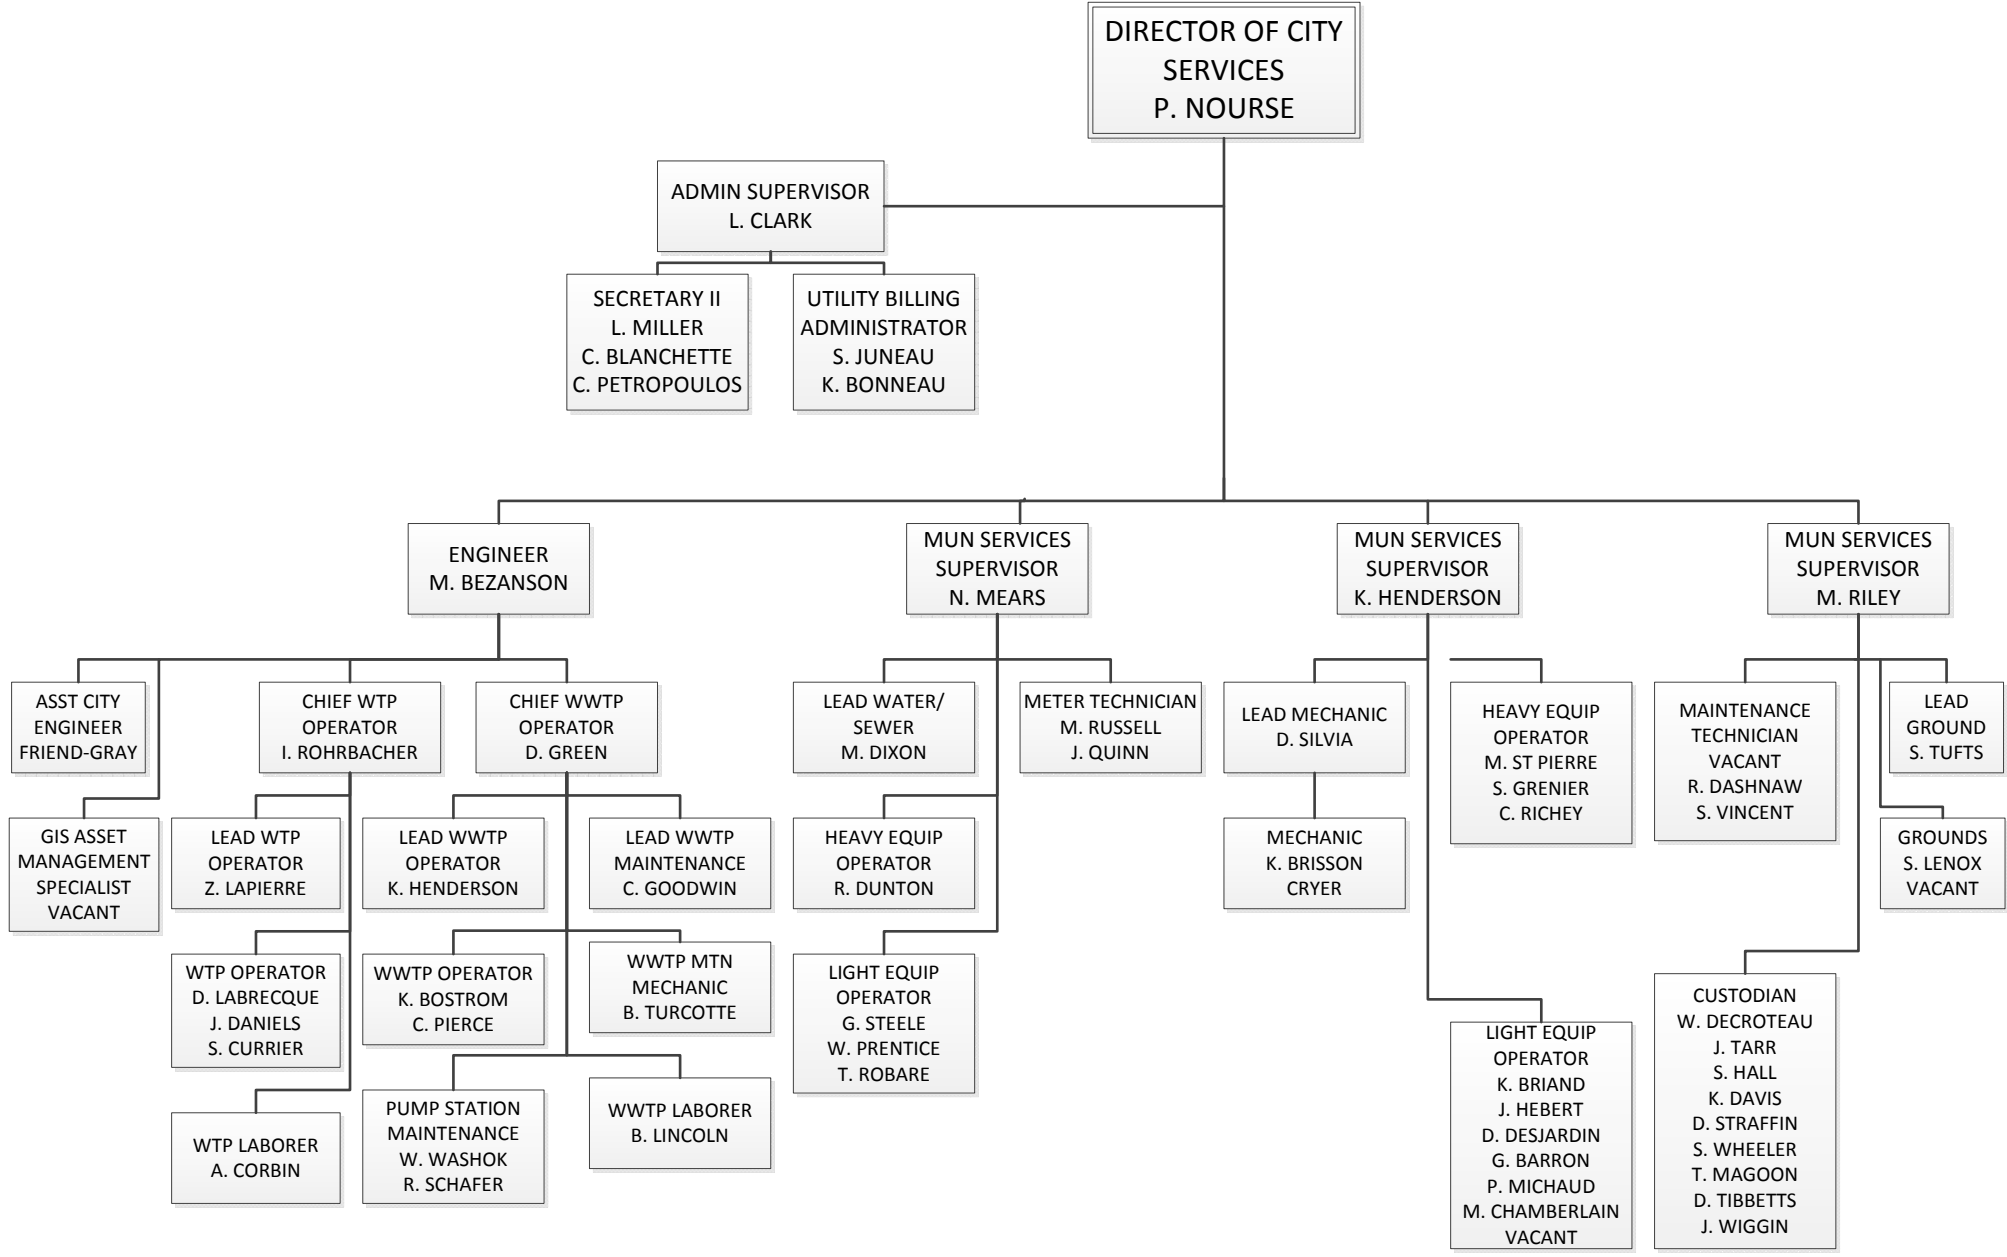 DIRECTOR OF CITY
SERVICES
P. NOURSE
ADMIN SUPERVISOR
L. CLARK
SECRETARY II
L. MILLER
C. BLANCHETTE
C. PETROPOULOS
UTILITY BILLING
ADMINISTRATOR
S. JUNEAU
K. BONNEAU
ENGINEER
M. BEZANSON
MUN SERVICES
SUPERVISOR
N. MEARS
MUN SERVICES
SUPERVISOR
K. HENDERSON
MUN SERVICES
SUPERVISOR
M. RILEY
ASST CITY
ENGINEER
FRIEND-GRAY
CHIEF WTP
OPERATOR
I. ROHRBACHER
CHIEF WWTP
OPERATOR
D. GREEN
LEAD WATER/
SEWER
M. DIXON
METER TECHNICIAN
M. RUSSELL
J. QUINN
LEAD MECHANIC
D. SILVIA
HEAVY EQUIP
OPERATOR
M. ST PIERRE
S. GRENIER
C. RICHEY
MAINTENANCE
TECHNICIAN
VACANT
R. DASHNAW
S. VINCENT
LEAD
GROUND
S. TUFTS
GIS ASSET
MANAGEMENT
SPECIALIST
VACANT
LEAD WTP
OPERATOR
Z. LAPIERRE
LEAD WWTP
OPERATOR
K. HENDERSON
LEAD WWTP
MAINTENANCE
C. GOODWIN
HEAVY EQUIP
OPERATOR
R. DUNTON
MECHANIC
K. BRISSON
CRYER
GROUNDS
S. LENOX
VACANT
WTP OPERATOR
D. LABRECQUE
J. DANIELS
S. CURRIER
WWTP OPERATOR
K. BOSTROM
C. PIERCE
WWTP MTN
MECHANIC
B. TURCOTTE
LIGHT EQUIP
OPERATOR
G. STEELE
W. PRENTICE
T. ROBARE
WTP LABORER
A. CORBIN
PUMP STATION
MAINTENANCE
W. WASHOK
R. SCHAFER
WWTP LABORER
B. LINCOLN
LIGHT EQUIP
OPERATOR
K. BRIAND
J. HEBERT
D. DESJARDIN
G. BARRON
P. MICHAUD
M. CHAMBERLAIN
VACANT
CUSTODIAN
W. DECROTEAU
J. TARR
S. HALL
K. DAVIS
D. STRAFFIN
S. WHEELER
T. MAGOON
D. TIBBETTS
J. WIGGIN